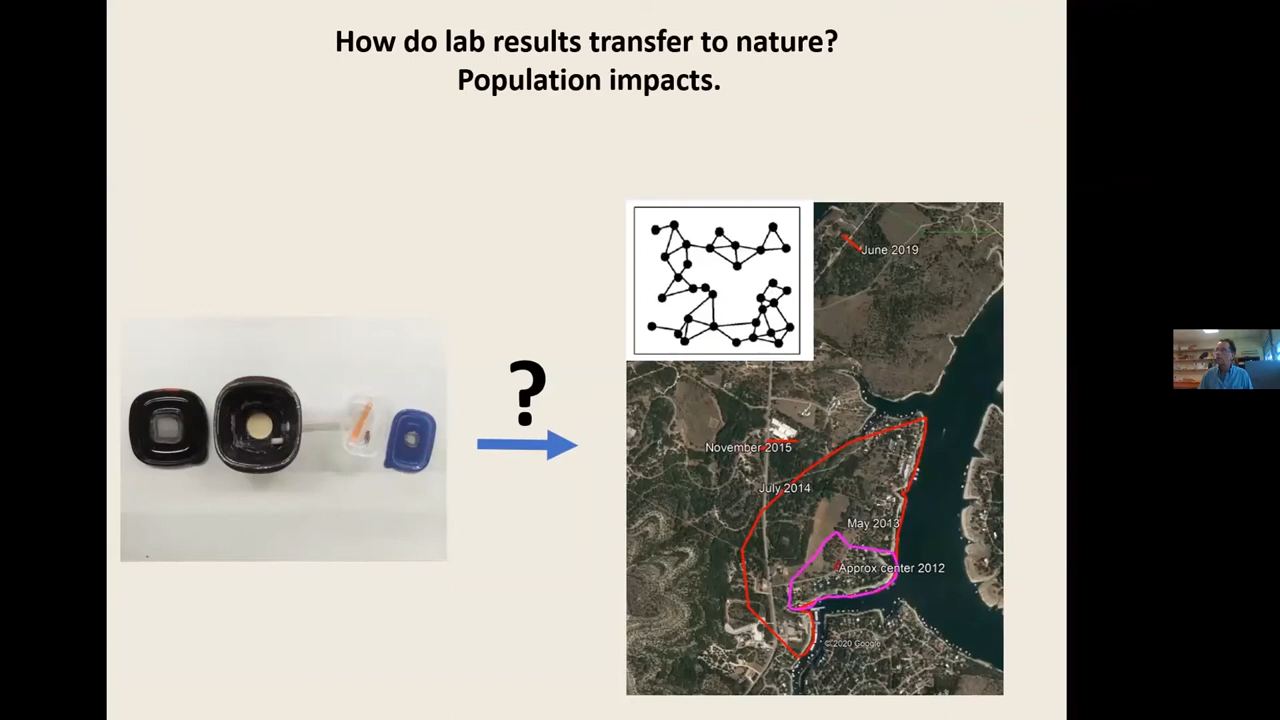 How do lab results transfer to nature?
Population impacts.
?
June 2019
November 2015
July 2014
May 2013
Approx center 2012
© 2020 Google